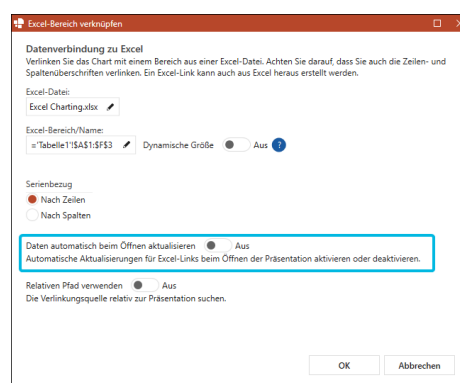 Excel-Bereich verknüpfen
Datenverbindung zu Excel
Verlinken Sie das Chart mit einem Bereich aus einer Excel-Datei. Achten Sie darauf, dass Sie auch die Zeilen- und
Spaltenüberschriften verlinken. Ein Excel-Link kann auch aus Excel heraus erstellt werden.
Excel-Datei:
Excel Charting.xlsx
Excel-Bereich/Name:
='Tabelle1'!$A$1:$F$3 Dynamische Größe Aus ?
Serienbezug
Nach Zeilen
Nach Spalten
Daten automatisch beim Öffnen aktualisieren Aus
Automatische Aktualisierungen für Excel-Links beim Öffnen der Präsentation aktivieren oder deaktivieren.
Relativen Pfad verwenden Aus
Die Verlinkungsquelle relativ zur Präsentation suchen.
OK Abbrechen